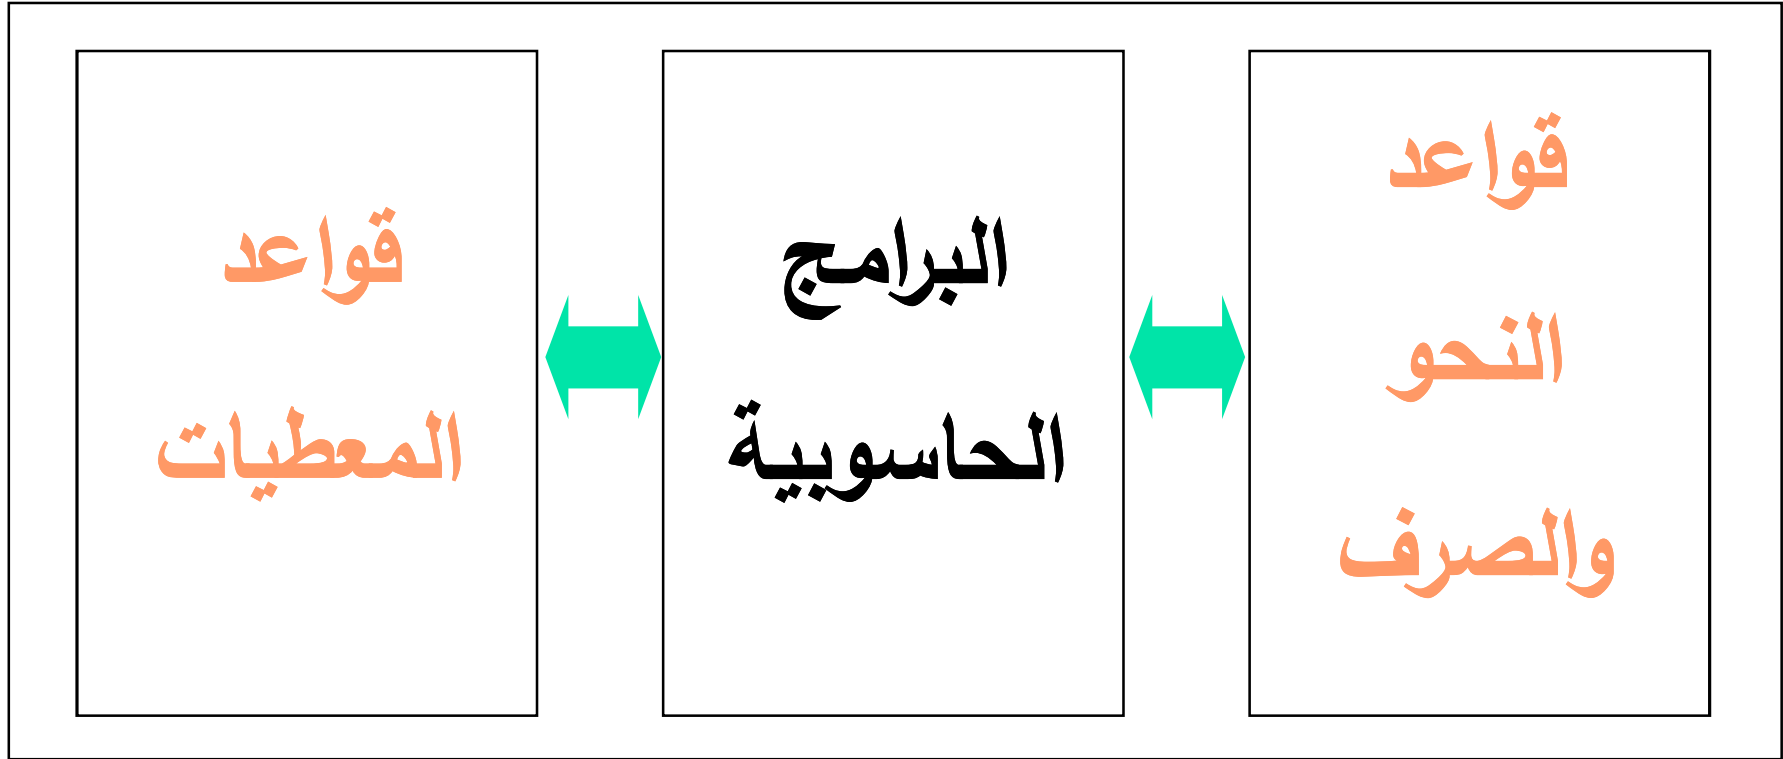 قواعد
النحو
والصرف
البرامج
الحاسوبية
قواعد
المعطيات